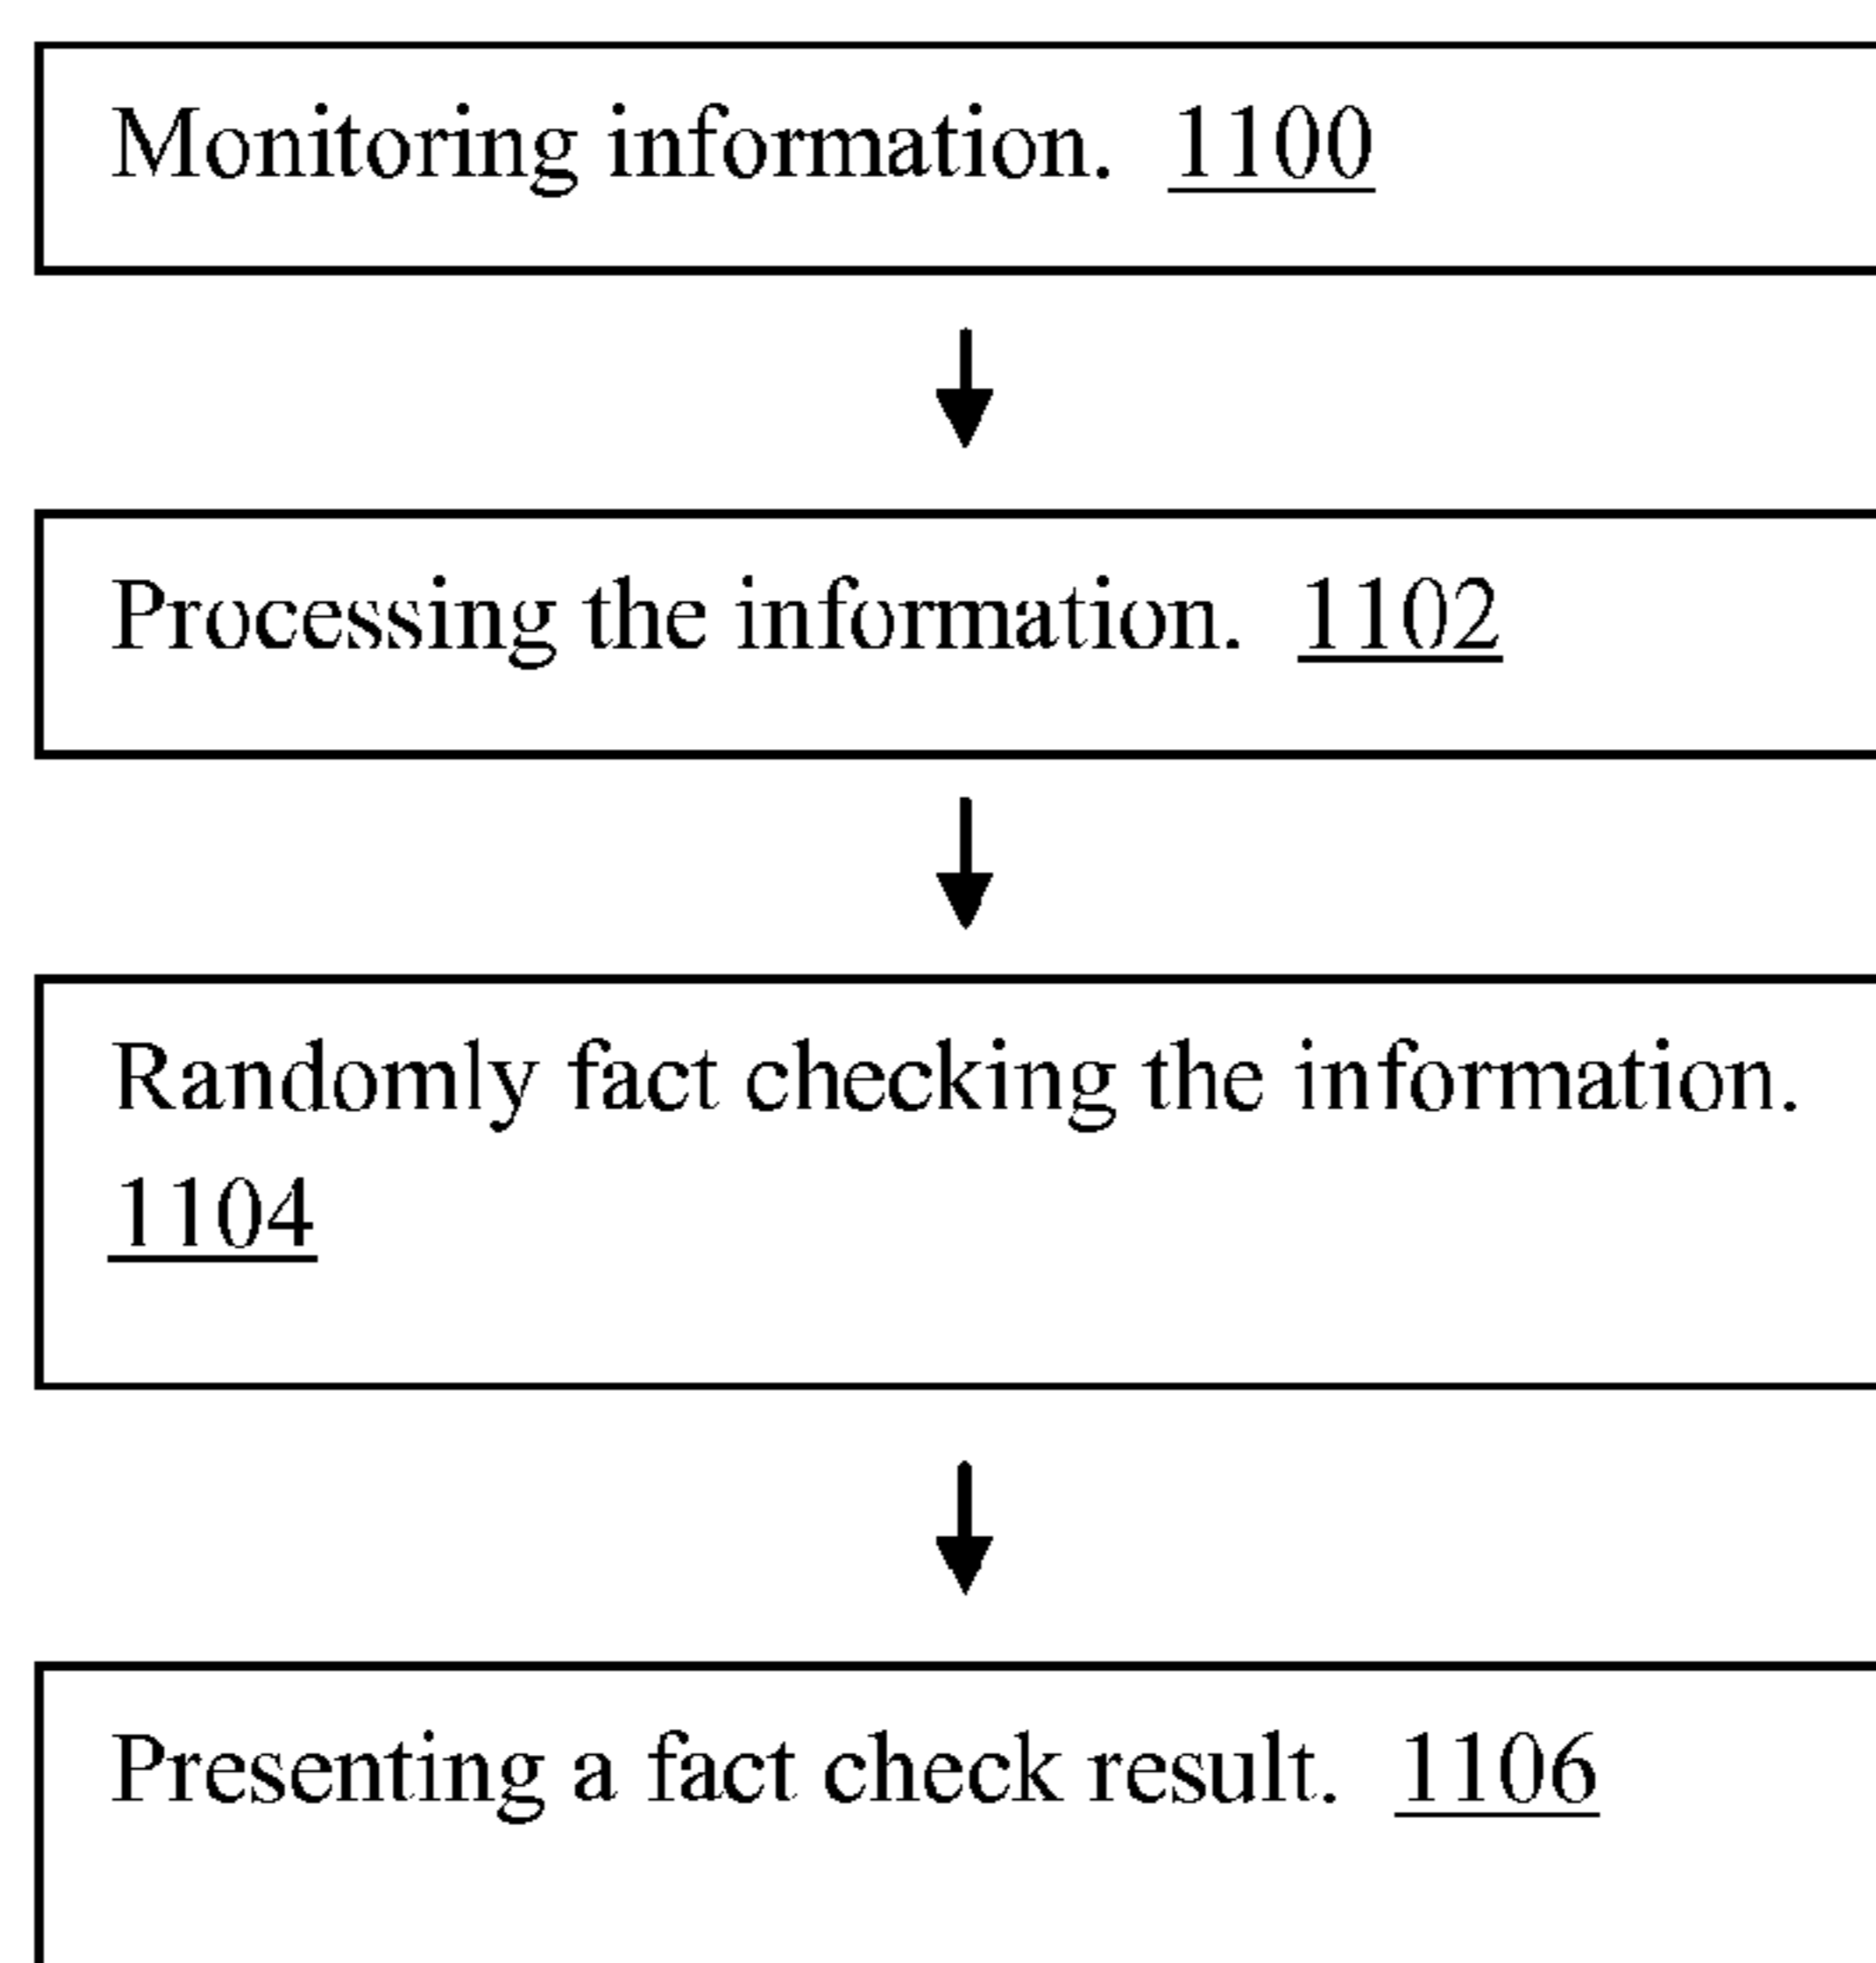 Monitoring information. 1100
Processing the information. 1102
Randomly fact checking the information.
1104
Presenting a fact check result. 1106